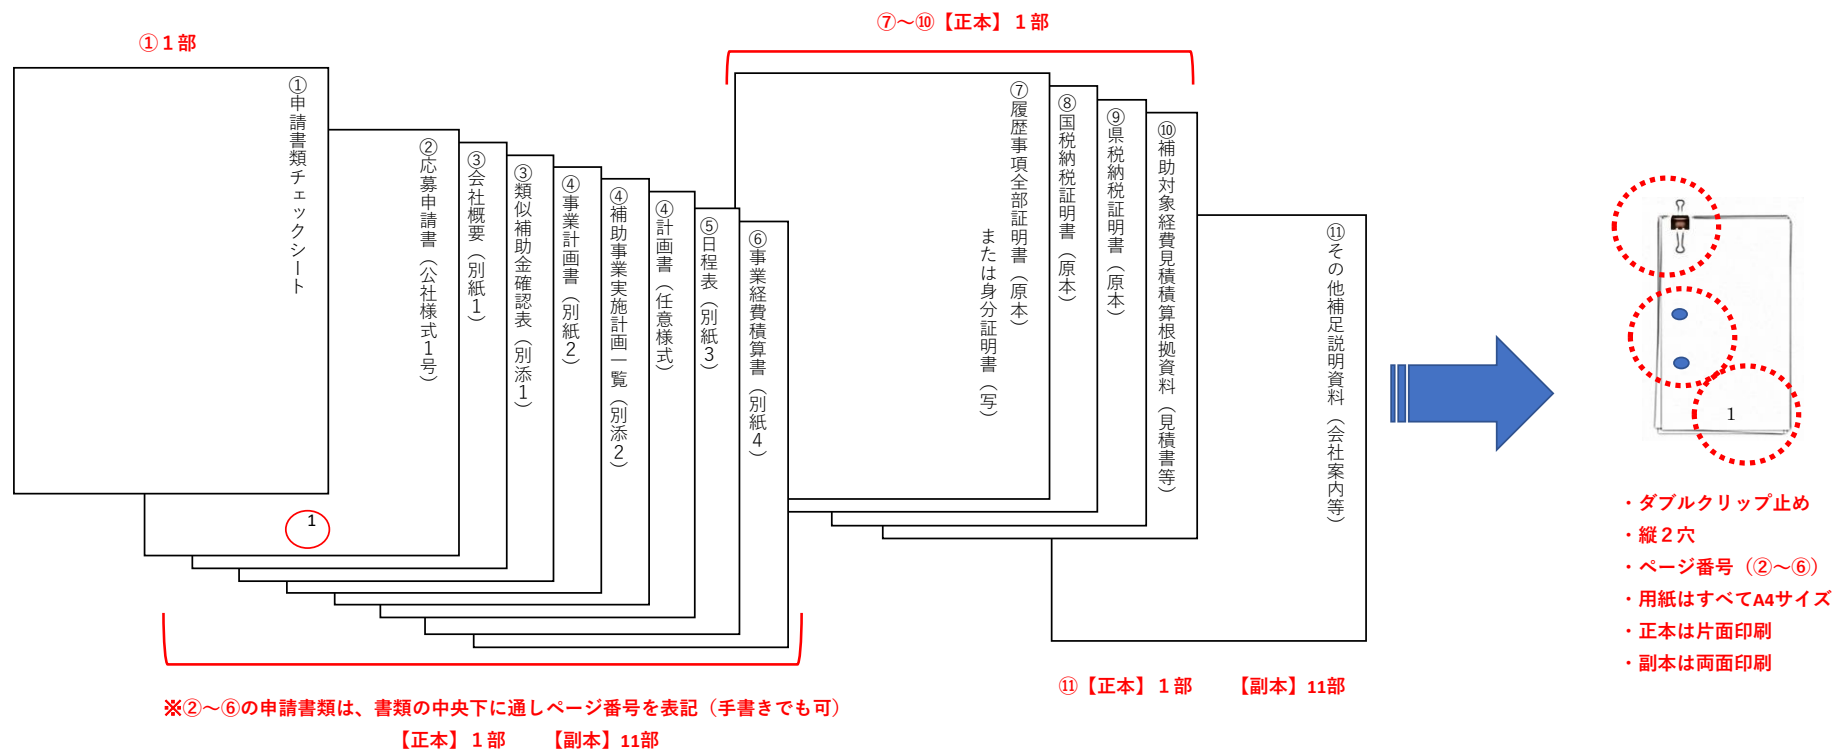 ①１部
⑦～⑩【正本】１部
①申請書類チェックシート
②応募申請書（公社様式１号）
③会社概要（別紙１）
③類似補助金確認表（別添１）
④事業計画書（別紙２）
④補助事業実施計画一覧（別添２）
④計画書（任意様式）
⑤日程表（別紙３）
⑥事業経費積算書（別紙４）
⑦履歴事項全部証明書（原本）
または身分証明書（写）
⑧国税納税証明書（原本）
⑨県税納税証明書（原本）
⑩補助対象経費見積積算根拠資料（見積書等）
⑪その他補足説明資料（会社案内等）
1
1
・ダブルクリップ止め
・縦２穴
・ページ番号（②～⑥）
・用紙はすべてA4サイズ
・正本は片面印刷
・副本は両面印刷
⑪【正本】１部　【副本】11部
※②～⑥の申請書類は、書類の中央下に通しページ番号を表記（手書きでも可）
【正本】１部　【副本】11部